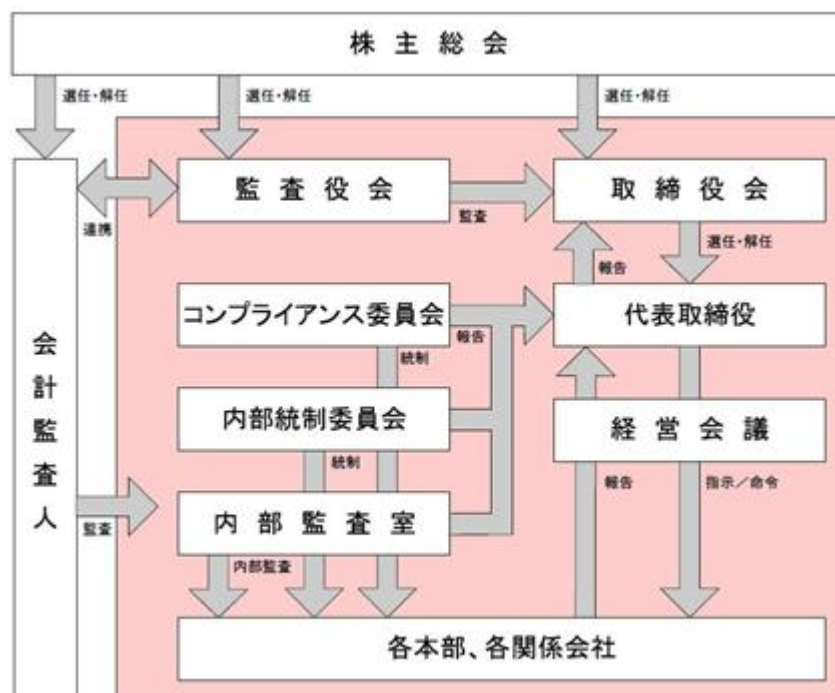 株主総会
選任・解任
選任・解任
選任・解任
監査役会
取締役会
連携
監査
選任・解任
報告
コンプライアンス委員会
代表取締役
報告
統制
会計監査人
内部統制委員会
経営会議
統制
報告
指示／命令
内部監査室
監査
内部監査
各本部、各関係会社